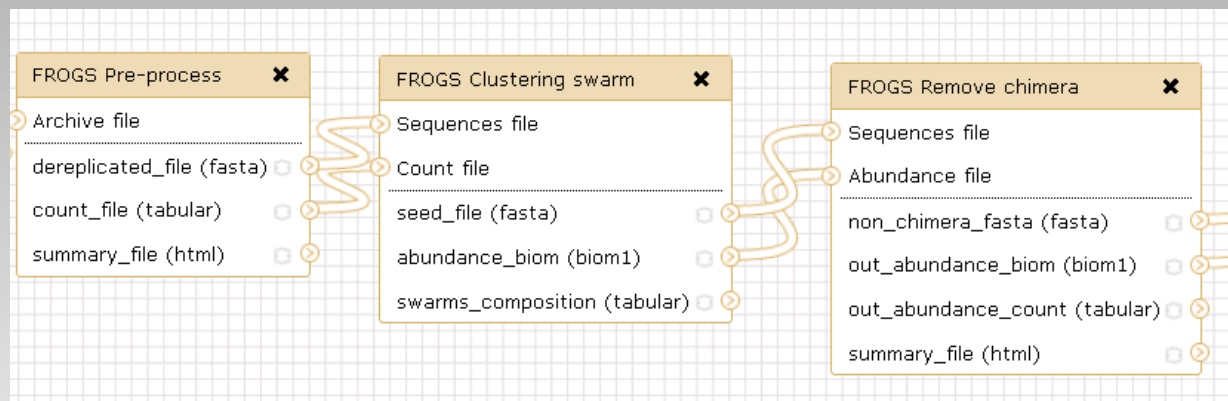 FROGS Pre-process
Archive file
dereplicated_file (fasta)
count_file (tabular)
summary_file (html)
FROGS Clustering swarm
Sequences file
Count file
seed_file (fasta)
abundance_biom (biom1)
swarms_composition (tabular)
FROGS Remove chimera
Sequences file
Abundance file
non_chimera_fasta (fasta)
out_abundance_biom (biom1)
out_abundance_count (tabular)
summary_file (html)